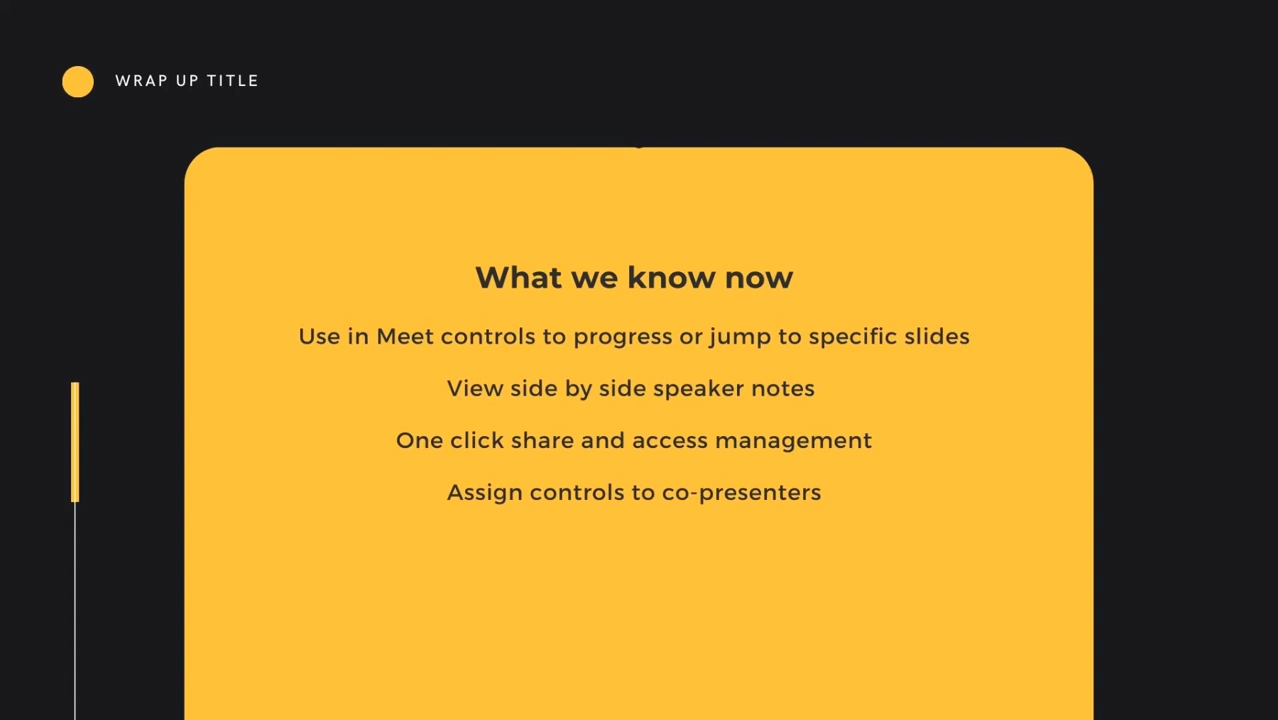 WRAP UP TITLE
What we know now
Use in Meet controls to progress or jump to specific slides
View side by side speaker notes
One click share and access management
Assign controls to co-presenters